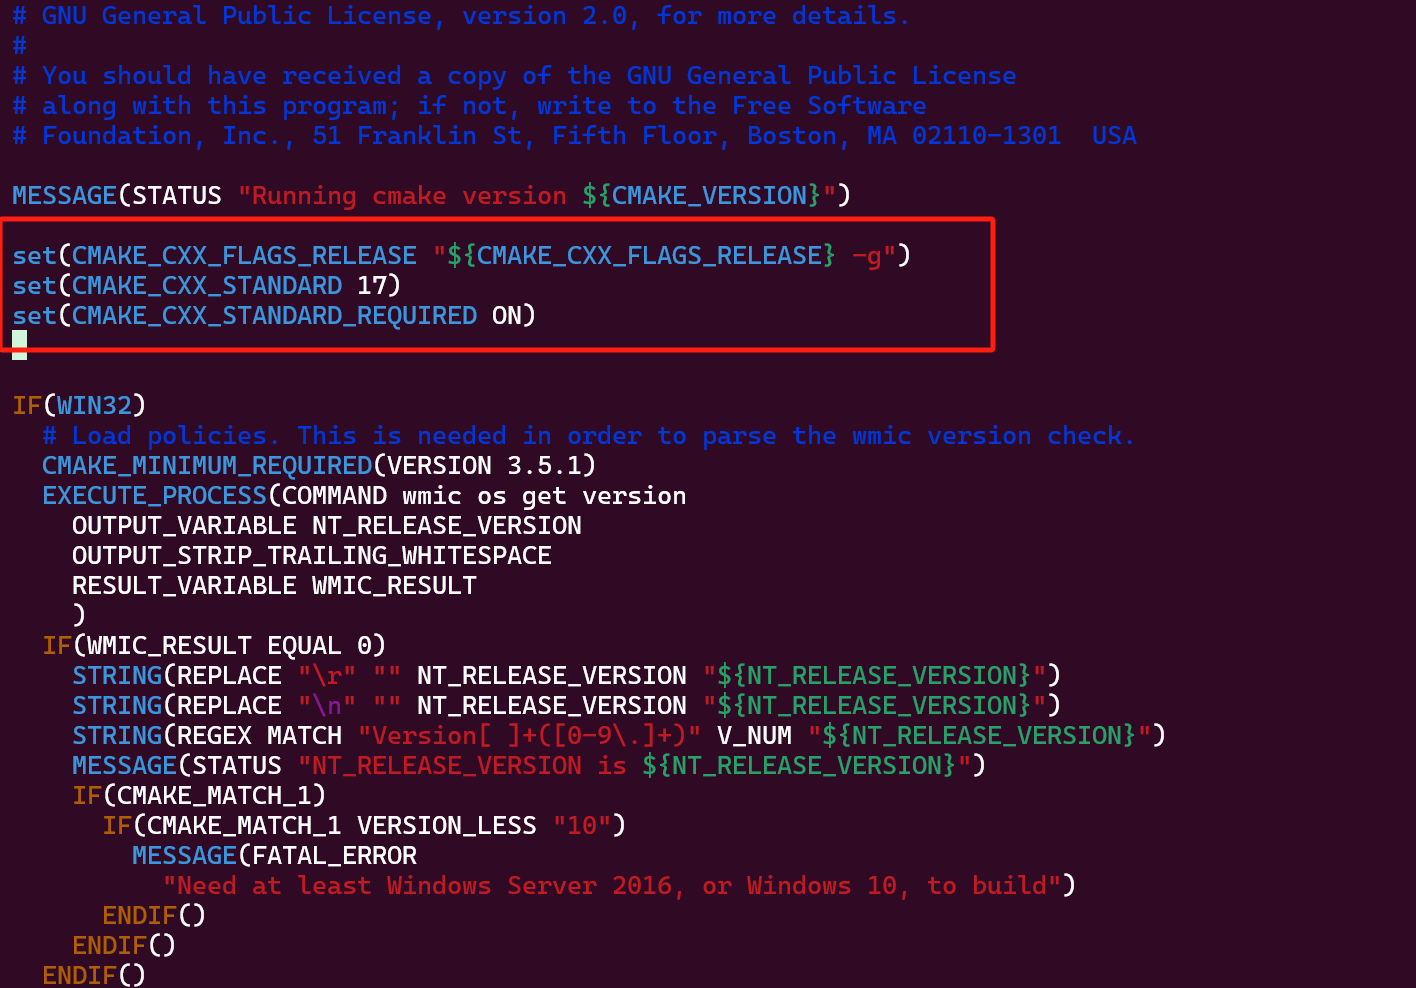 # GNU General Public License, version 2.0, for more details.
#
# You should have received a copy of the GNU General Public License
# along with this program; if not, write to the Free Software
# Foundation, Inc., 51 Franklin St, Fifth Floor, Boston, MA 02110-1301  USA

MESSAGE(STATUS "Running cmake version ${CMAKE_VERSION}")

set(CMAKE_CXX_FLAGS_RELEASE "${CMAKE_CXX_FLAGS_RELEASE} -g")
set(CMAKE_CXX_STANDARD 17)
set(CMAKE_CXX_STANDARD_REQUIRED ON)

IF(WIN32)
  # Load policies. This is needed in order to parse the wmic version check.
  CMAKE_MINIMUM_REQUIRED(VERSION 3.5.1)
  EXECUTE_PROCESS(COMMAND wmic os get version
    OUTPUT_VARIABLE NT_RELEASE_VERSION
    OUTPUT_STRIP_TRAILING_WHITESPACE
    RESULT_VARIABLE WMIC_RESULT
    )
  IF(WMIC_RESULT EQUAL 0)
    STRING(REPLACE "\r" "" NT_RELEASE_VERSION "${NT_RELEASE_VERSION}")
    STRING(REPLACE "\n" "" NT_RELEASE_VERSION "${NT_RELEASE_VERSION}")
    STRING(REGEX MATCH "Version[ ]+([0-9\.]+)" V_NUM "${NT_RELEASE_VERSION}")
    MESSAGE(STATUS "NT_RELEASE_VERSION is ${NT_RELEASE_VERSION}")
    IF(CMAKE_MATCH_1)
      IF(CMAKE_MATCH_1 VERSION_LESS "10")
        MESSAGE(FATAL_ERROR
          "Need at least Windows Server 2016, or Windows 10, to build")
      ENDIF()
    ENDIF()
  ENDIF()